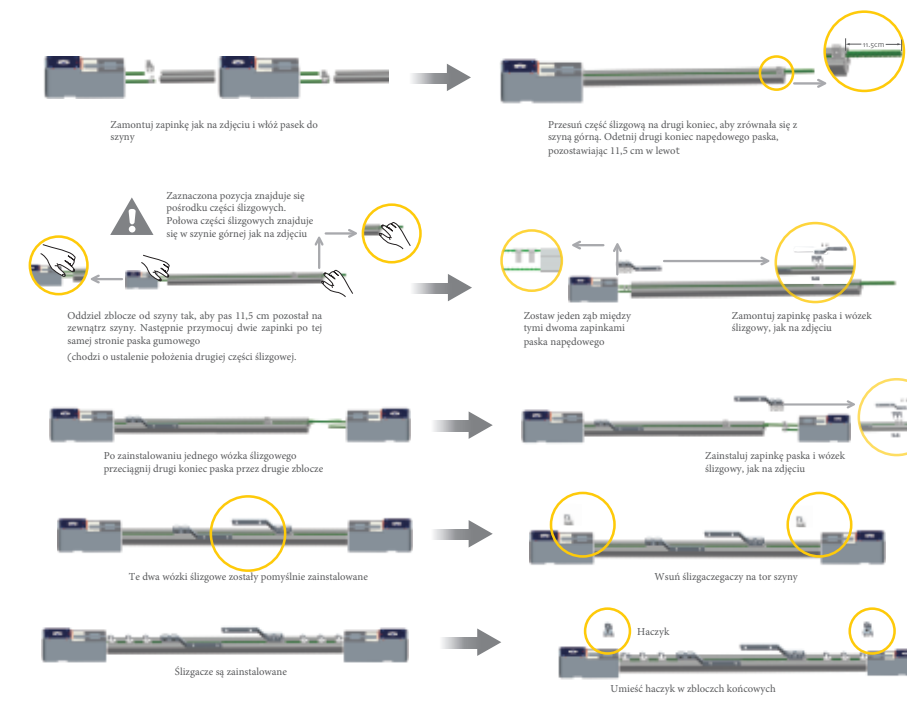 11.5cm
Zamontuj zapinkę jak na zdjęciu i włóż pasek do
szyny
Przesuń część ślizgową na drugi koniec, aby zrównała się z
szyną górną. Odetnij drugi koniec napędowego paska,
pozostawiając 11,5 cm w lewot
Zaznaczona pozycja znajduje się
pośrodku części ślizgowych.
Połowa części ślizgowych znajduje
się w szynie górnej jak na zdjęciu
Oddziel zblocze od szyny tak, aby pas 11,5 cm pozostał na
zewnątrz szyny. Następnie przymocuj dwie zapinki po tej
samej stronie paska gumowego
(chodzi o ustalenie położenia drugiej części ślizgowej.
Zostaw jeden ząb między
tymi dwoma zapinkami
paska napędowego
Zamontuj zapinkę paska i wózek
ślizgowy, jak na zdjęciu
Po zainstalowaniu jednego wózka ślizgowego
przeciągnij drugi koniec paska przez drugie zblocze
Zainstaluj zapinkę paska i wózek
ślizgowy, jak na zdjęciu
Te dwa wózki ślizgowe zostały pomyślnie zainstalowane
Wsuń ślizgaczegaczy na tor szyny
Ślizgacze są zainstalowane
Haczyk
Umieść haczyk w zbloczch końcowych